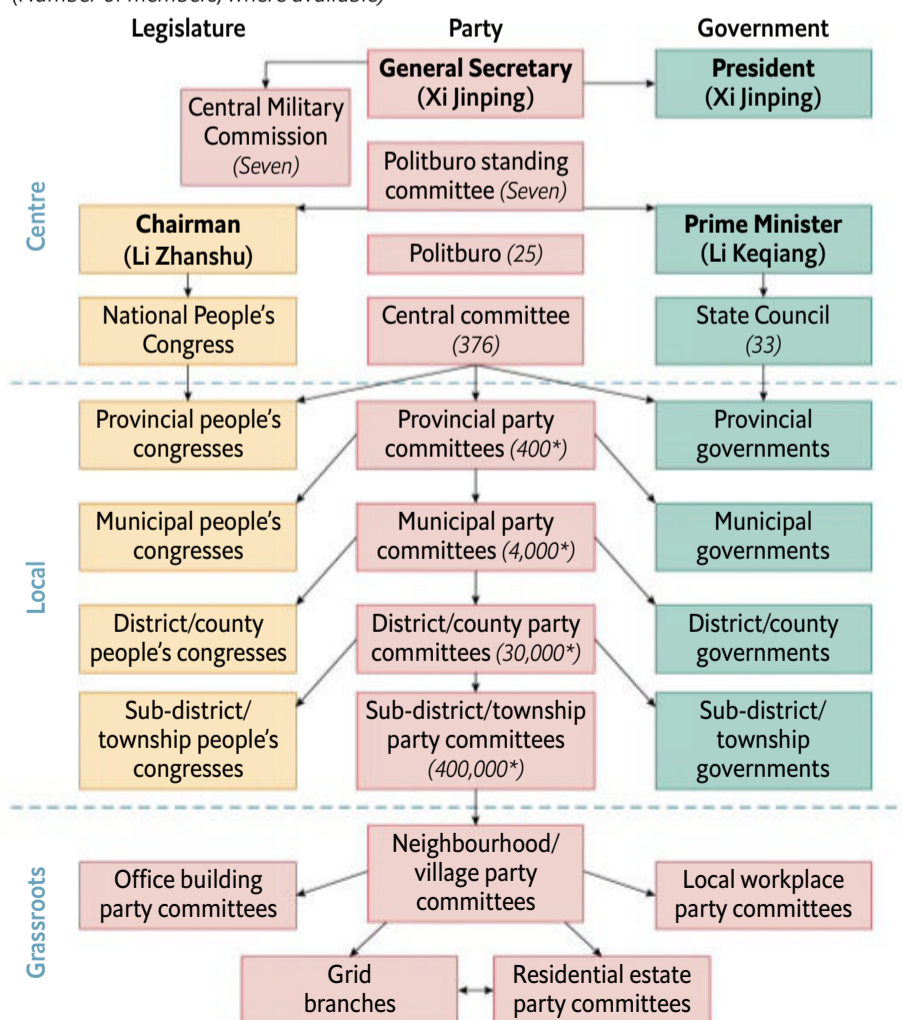 (Number of members, where available)
Legislature
Party
Government
General Secretary
(Xi Jinping)
President
(Xi Jinping)
Central Military
Commission
(Seven)
Politburo standing
committee (Seven)
Centre
Chairman
(Li Zhanshu)
Prime Minister
(Li Keqiang)
Politburo (25)
National People's
Congress
Central committee
(376)
State Council
(33)
Provincial people's
congresses
Provincial party
committees (400*)
Provincial
governments
Municipal people's
congresses
Municipal party
committees (4,000*)
Municipal
governments
Local
District/county
people's congresses
District/county party
committees (30,000*)
District/county
governments
Sub-district/
township people's
congresses
Sub-district/township
party committees
(400,000*)
Sub-district/
township
governments
Grassroots
Neighbourhood/
village party
committees
Office building
party committees
Local workplace
party committees
Grid
branches
Residential estate
party committees